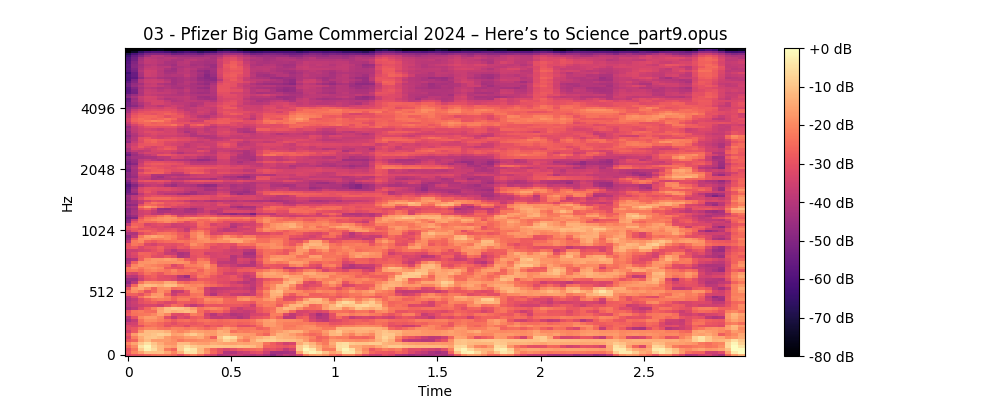 03 - Pfizer Big Game Commercial 2024 – Here’s to Science_part9.opus
Hz
4096
2048
1024
512
0
0
0.5
1
1.5
2
2.5
Time
+0 dB
-10 dB
-20 dB
-30 dB
-40 dB
-50 dB
-60 dB
-70 dB
-80 dB